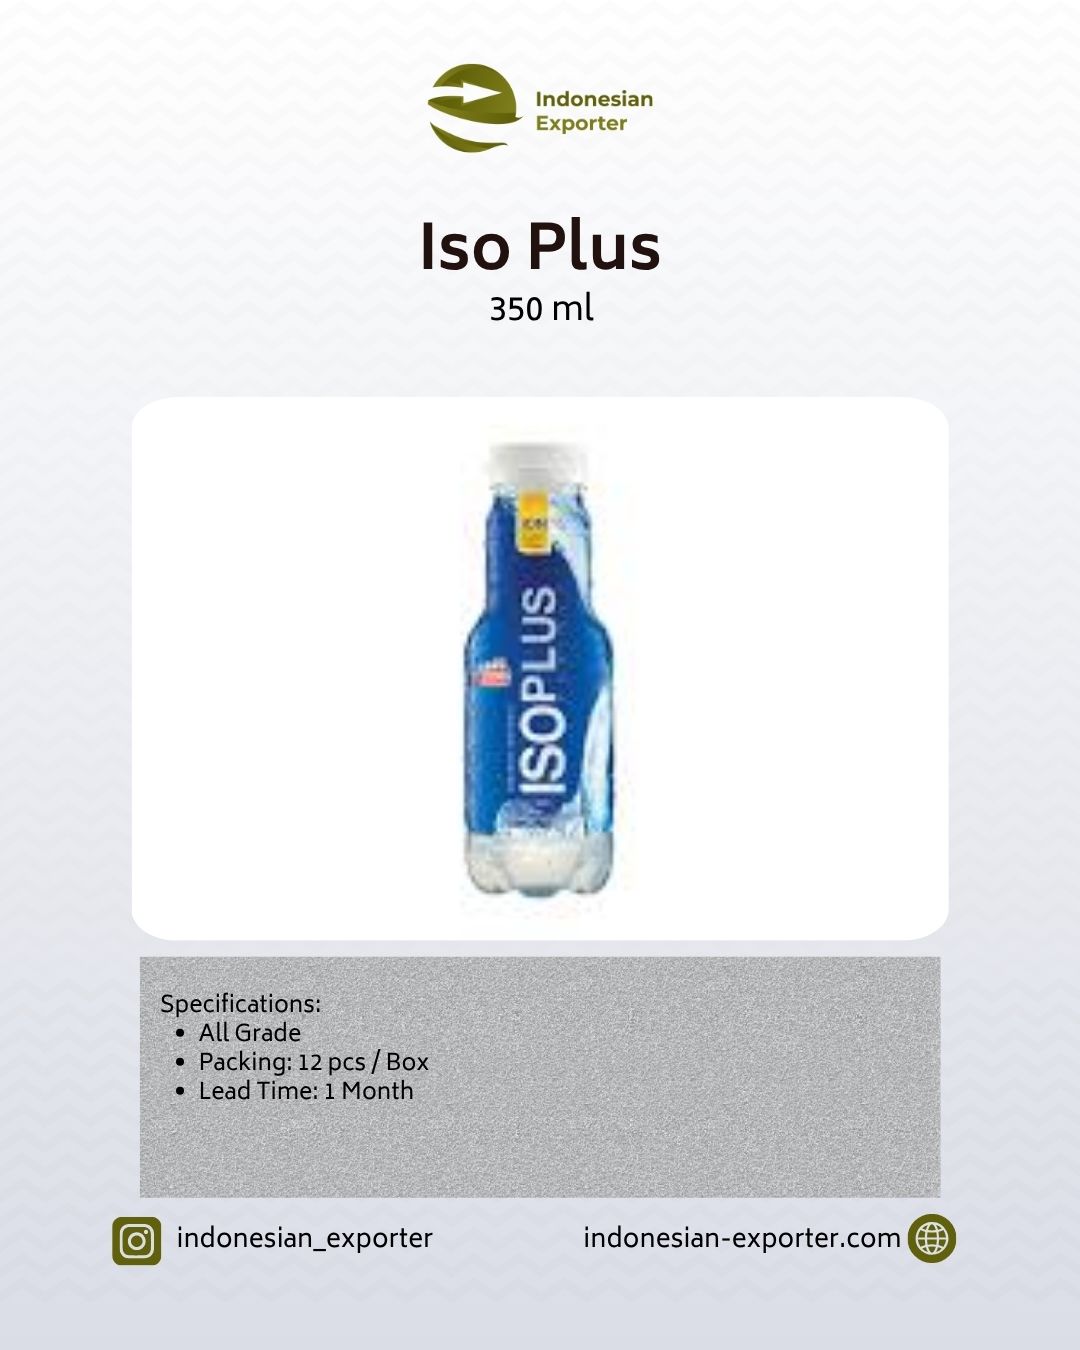 Indonesian
Exporter
Iso Plus
350 ml
ISOPLUS
Specifications:
All Grade
Packing: 12 pcs / Box
Lead Time: 1 Month
indonesian_exporter
indonesian-exporter.com